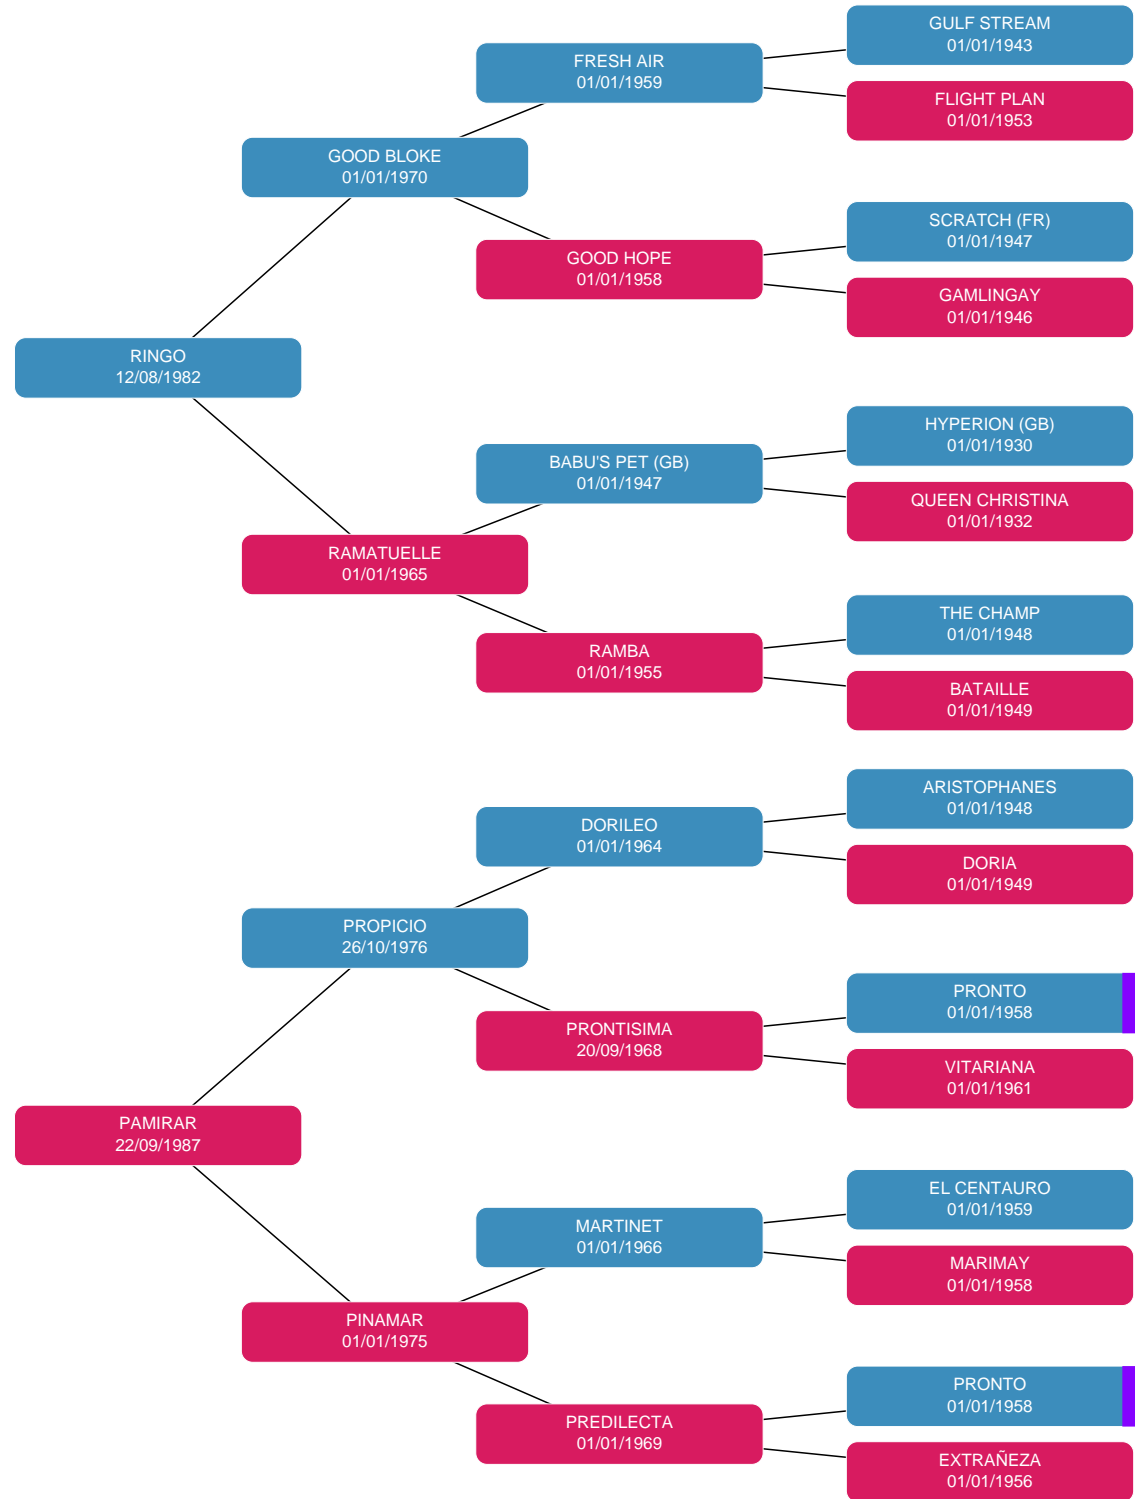 GULF STREAM
01/01/1943
FRESH AIR
01/01/1959
FLIGHT PLAN
01/01/1953
GOOD BLOKE
01/01/1970
SCRATCH (FR)
01/01/1947
GOOD HOPE
01/01/1958
GAMLINGAY
01/01/1946
RINGO
12/08/1982
HYPERION (GB)
01/01/1930
BABU'S PET (GB)
01/01/1947
QUEEN CHRISTINA
01/01/1932
RAMATUELLE
01/01/1965
THE CHAMP
01/01/1948
RAMBA
01/01/1955
BATAILLE
01/01/1949
ARISTOPHANES
01/01/1948
DORILEO
01/01/1964
DORIA
01/01/1949
PROPICIO
26/10/1976
PRONTO
01/01/1958
PRONTISIMA
20/09/1968
VITARIANA
01/01/1961
PAMIRAR
22/09/1987
EL CENTAURO
01/01/1959
MARTINET
01/01/1966
MARIMAY
01/01/1958
PINAMAR
01/01/1975
PRONTO
01/01/1958
PREDILECTA
01/01/1969
EXTRAÑEZA
01/01/1956